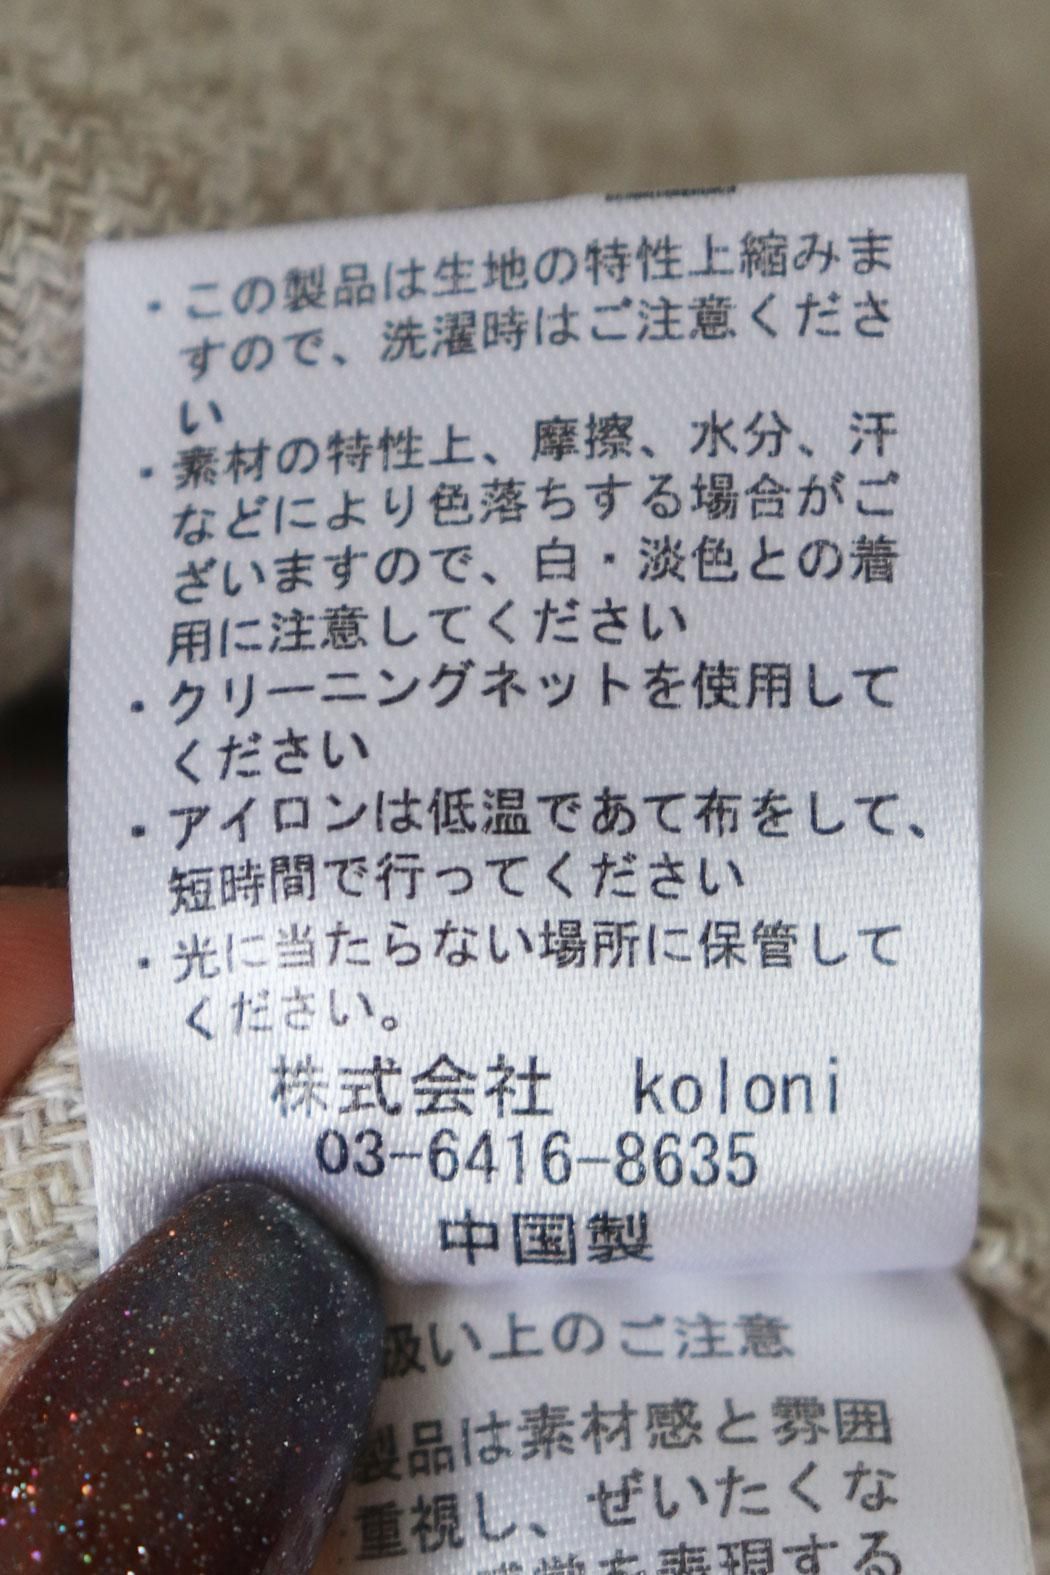 ・この製品は生地の特性上縮みま
すので、洗濯時はご注意くださ
い
・素材の特性上、摩擦、水分、汗
などにより色落ちする場合がご
ざいますので、白・淡色との着
用に注意してください
・クリーニングネットを使用して
ください
・アイロンは低温であて布をして、
短時間で行ってください
・光に当たらない場所に保管して
ください。
株式会社 koloni
03-6416-8635
中国製
扱い上のご注意
製品は素材感と雰囲
重視し、ぜいたくな
を表現する